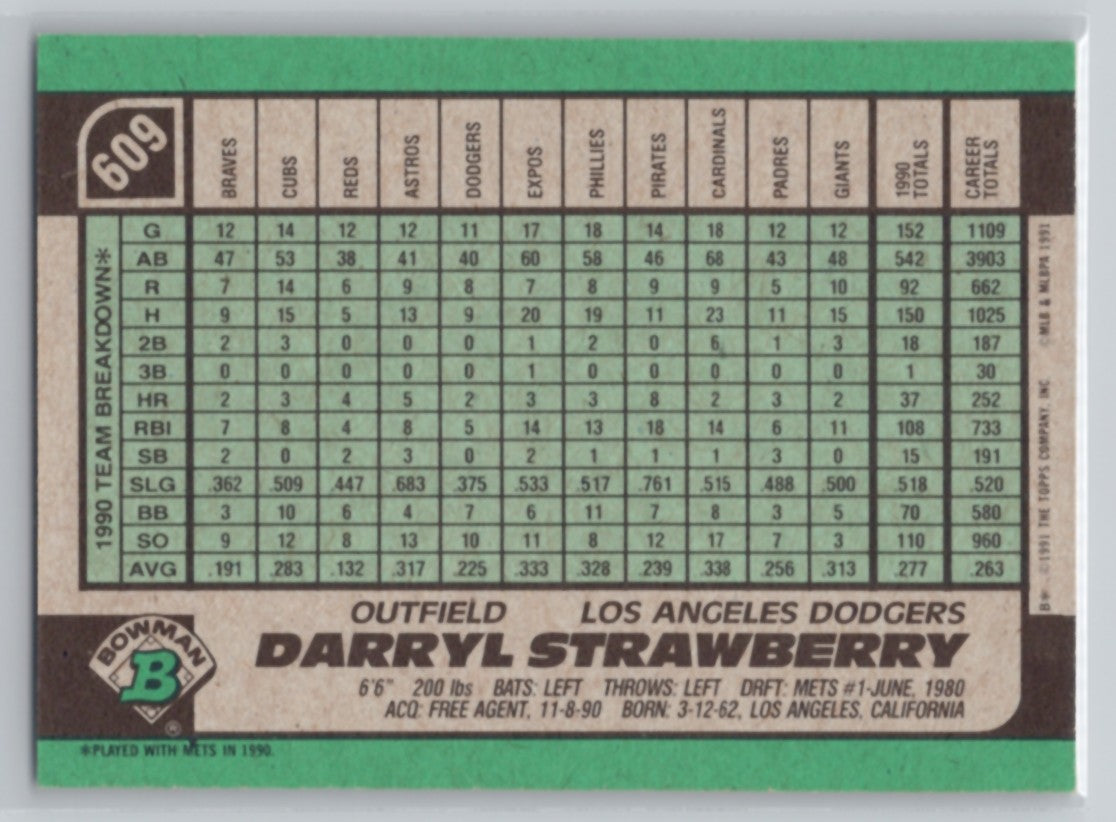 609 BRAVES CUBS REDS ASTROS DODGERS EXPOS PHILLIES PIRATES CARDINALS PADRES GIANTS 1990 TOTALS CAREER TOTALS
1990 TEAM BREAKDOWN*
G 12 14 12 12 11 17 18 14 18 12 12 152 1109
AB 47 53 38 41 40 60 58 46 68 43 48 542 3903
R 7 14 6 9 8 7 8 9 9 5 10 92 662
H 9 15 5 13 9 20 19 11 23 11 15 150 1025
2B 2 3 0 0 0 1 2 0 6 1 3 18 187
3B 0 0 0 0 0 1 0 0 0 0 0 1 30
HR 2 3 4 5 2 3 3 8 2 3 2 37 252
RBI 7 8 4 8 5 14 13 18 14 6 11 108 733
SB 2 0 2 3 0 2 1 1 1 3 0 15 191
SLG .362 .509 .447 .683 .375 .533 .517 .761 .515 .488 .500 .518 .520
BB 3 10 6 4 7 6 11 7 8 3 5 70 580
SO 9 12 8 13 10 11 8 12 17 7 3 110 960
AVG .191 .283 .132 .317 .225 .333 .328 .239 .338 .256 .313 .277 .263
B* ©1991 THE TOPPS COMPANY, INC. ©MLB & MLBPA 1991
OUTFIELD LOS ANGELES DODGERS
DARRYL STRAWBERRY
6'6" 200 lbs BATS: LEFT THROWS: LEFT DRFT: METS #1-JUNE, 1980
ACQ: FREE AGENT, 11-8-90 BORN: 3-12-62, LOS ANGELES, CALIFORNIA
BOWMAN
B
®
*PLAYED WITH METS IN 1990.